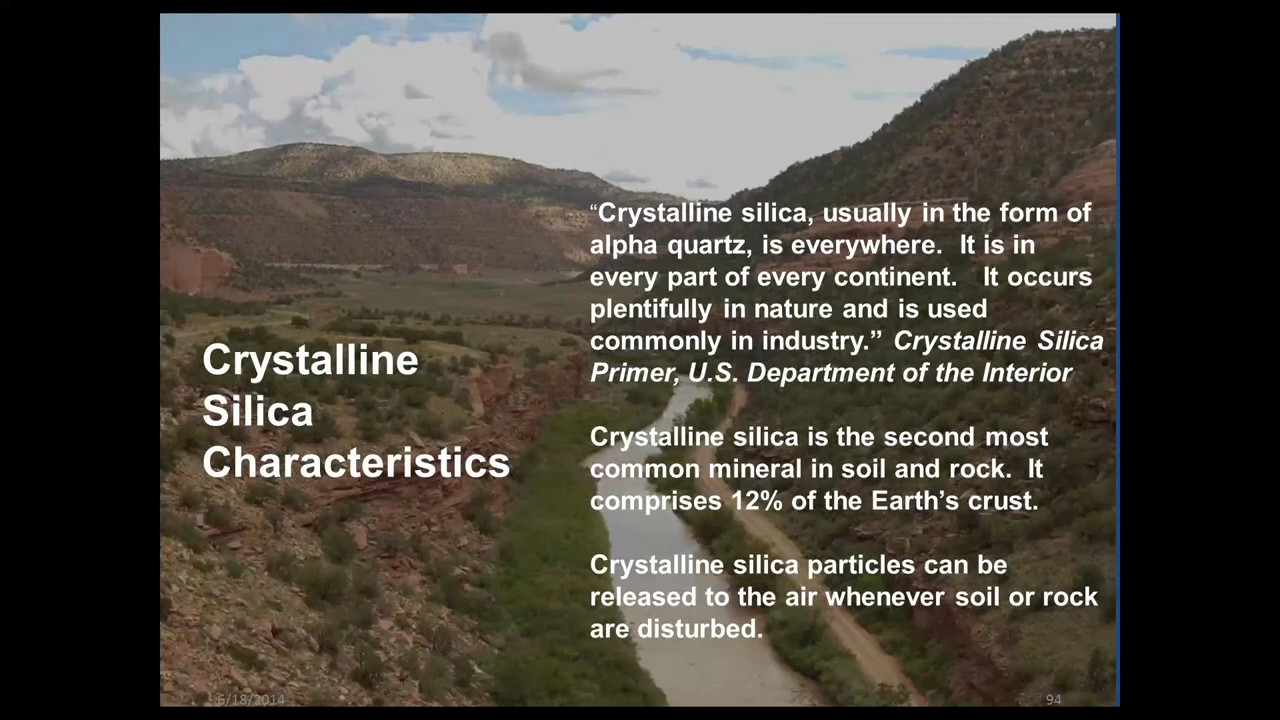 Crystalline
Silica
Characteristics
“Crystalline silica, usually in the form of
alpha quartz, is everywhere.  It is in
every part of every continent.   It occurs
plentifully in nature and is used
commonly in industry.” Crystalline Silica
Primer, U.S. Department of the Interior
Crystalline silica is the second most
common mineral in soil and rock.  It
comprises 12% of the Earth’s crust.
Crystalline silica particles can be
released to the air whenever soil or rock
are disturbed.
6/18/2014
94